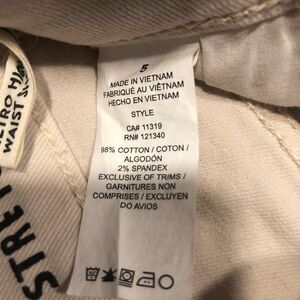 5
MADE IN VIETNAM
FABRIQUÉ AU VIÊTNAM
HECHO EN VIETNAM
STYLE
CA# 11319
RN# 121340
98% COTTON / COTON /
ALGODÓN
2% SPANDEX
EXCLUSIVE OF TRIMS /
GARNITURES NON
COMPRISES / EXCLUYEN
DO AVIOS
WAIST